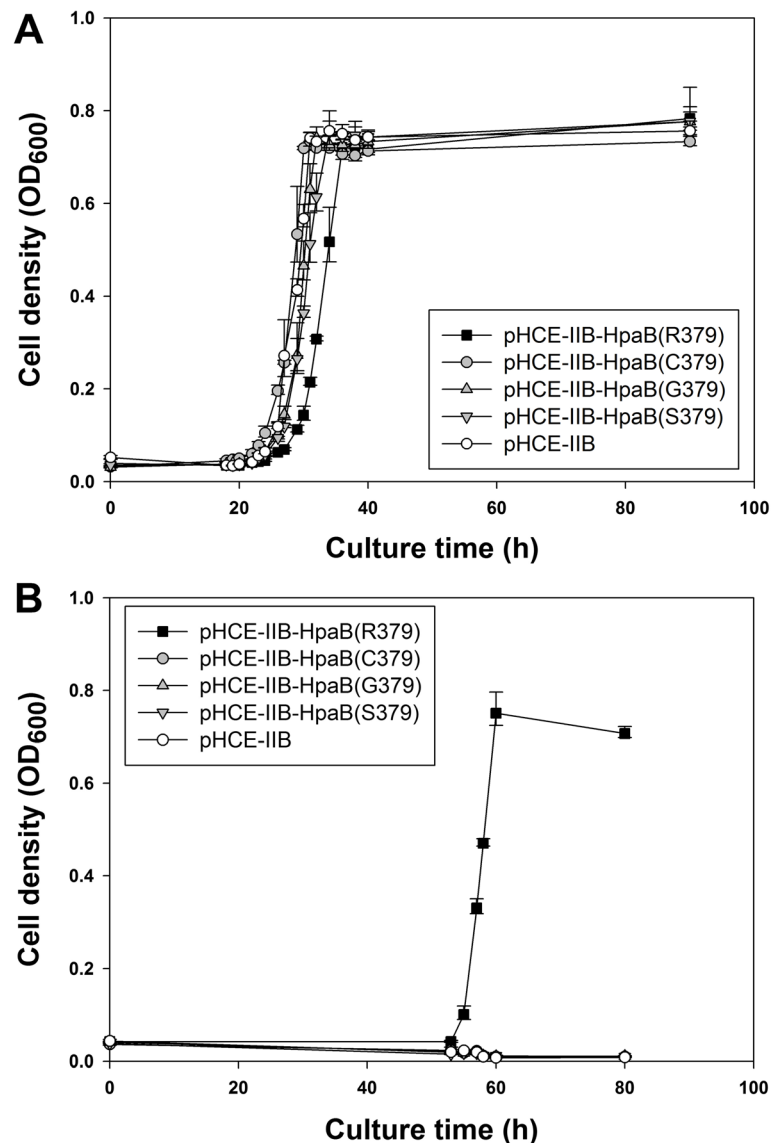 A
1.0
0.8
0.6
0.4
0.2
0.0
Cell density (OD600)
pHCE-IIB-HpaB(R379)
pHCE-IIB-HpaB(C379)
pHCE-IIB-HpaB(G379)
pHCE-IIB-HpaB(S379)
pHCE-IIB
0 20 40 60 80 100
Culture time (h)
B
1.0
0.8
0.6
0.4
0.2
0.0
Cell density (OD600)
pHCE-IIB-HpaB(R379)
pHCE-IIB-HpaB(C379)
pHCE-IIB-HpaB(G379)
pHCE-IIB-HpaB(S379)
pHCE-IIB
0 20 40 60 80 100
Culture time (h)